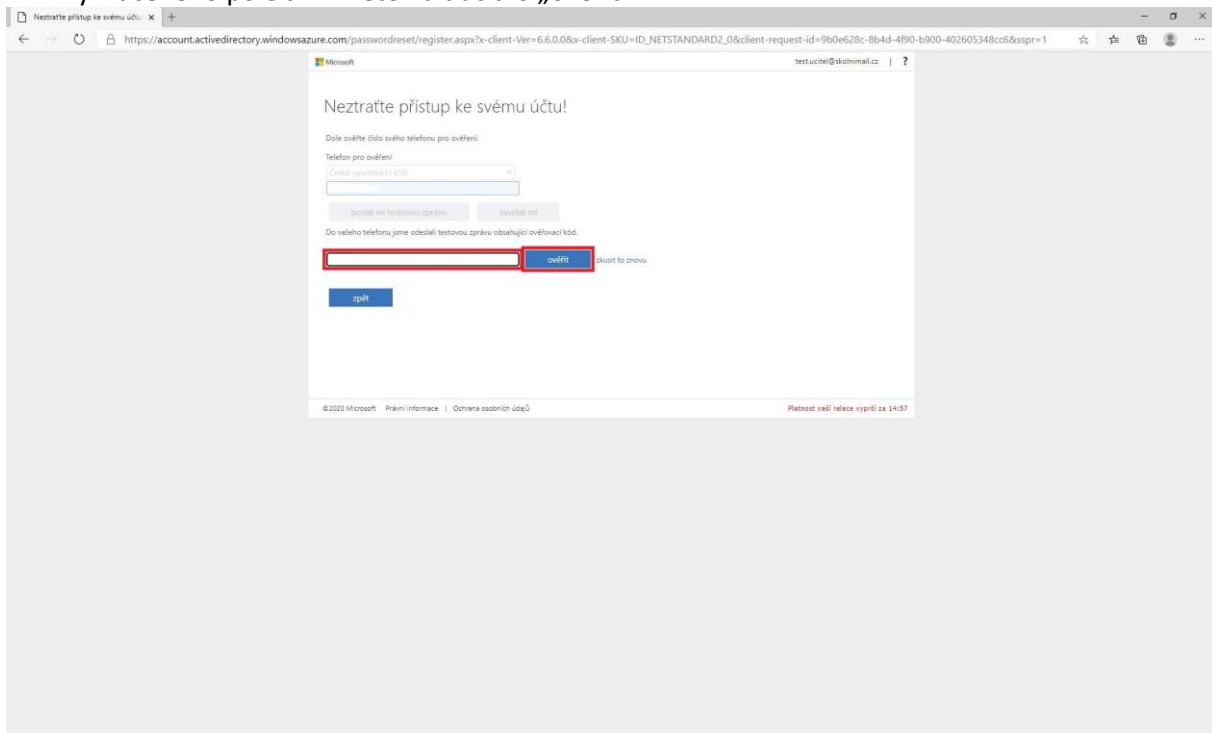 Neztraťte přístup ke svému účtu
https://account.activedirectory.windowsazure.com/passwordreset/register.aspx?x-client-Ver=6.6.0.0&x-client-SKU=ID_NETSTANDARD2_0&client-request-id=9b0e628c-8b4d-4f90-b900-402605348cc6&sspr=1
Microsoft test.ucitel@skolnimail.cz | ?
Neztraťte přístup ke svému účtu!
Dole ověřte číslo svého telefonu pro ověření.
Telefon pro ověření
Česká republika (+420)
poslat mi textovou zprávu zavolat mi
Do vašeho telefonu jsme odeslali textovou zprávu obsahující ověřovací kód.
ověřit zkusit to znovu
zpět
©2020 Microsoft Právní informace | Ochrana osobních údajů Platnost vaší relace vyprší za 14:57